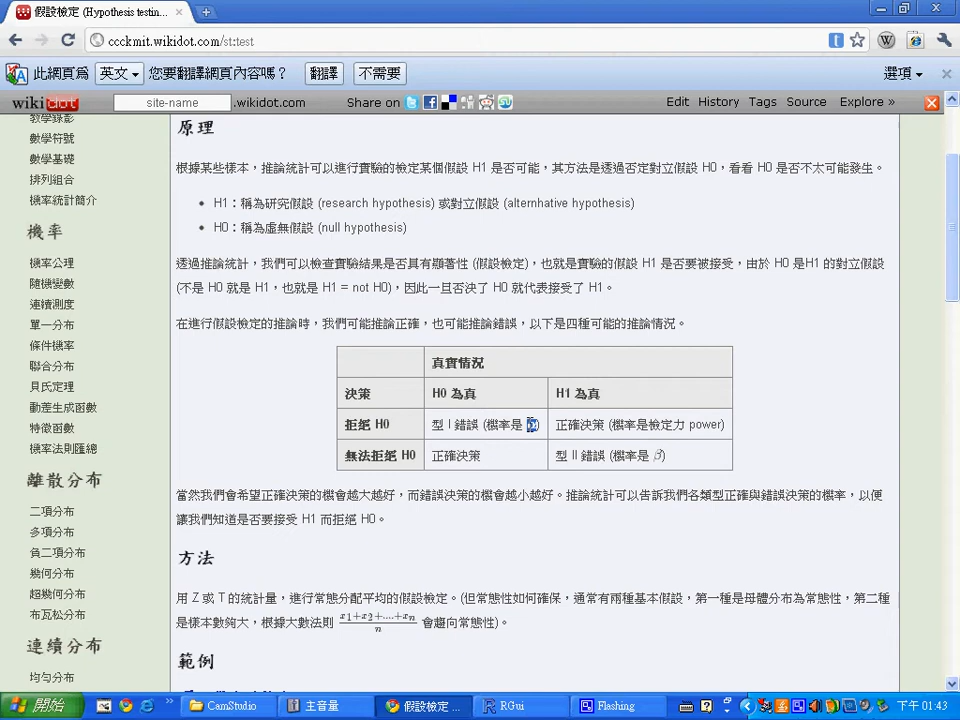 假設檢定 (Hypothesis testin...
ccckmit.wikidot.com/st:test
此網頁為 英文 您要翻譯網頁內容嗎？ 翻譯 不需要 選項
wikidot site-name .wikidot.com Share on Edit History Tags Source Explore »
教學錄影
數學符號
數學基礎
排列組合
機率統計簡介
機率
機率公理
隨機變數
連續測度
單一分布
條件機率
聯合分布
貝氏定理
動差生成函數
特徵函數
機率法則匯總
離散分布
二項分布
多項分布
負二項分布
幾何分布
超幾何分布
布瓦松分布
連續分布
均勻分布
原理
根據某些樣本，推論統計可以進行實驗的檢定某個假設 H1 是否可能，其方法是透過否定對立假設 H0，看看 H0 是否不太可能發生。
H1：稱為研究假設 (research hypothesis) 或對立假設 (alternhative hypothesis)
H0：稱為虛無假設 (null hypothesis)
透過推論統計，我們可以檢查實驗結果是否具有顯著性 (假設檢定)，也就是實驗的假設 H1 是否要被接受，由於 H0 是H1 的對立假設
(不是 H0 就是 H1，也就是 H1 = not H0)，因此一旦否決了 H0 就代表接受了 H1。
在進行假設檢定的推論時，我們可能推論正確，也可能推論錯誤，以下是四種可能的推論情況。
真實情況
決策 H0 為真 H1 為真
拒絕 H0 型 I 錯誤 (機率是 α) 正確決策 (機率是檢定力 power)
無法拒絕 H0 正確決策 型 II 錯誤 (機率是 β)
當然我們會希望正確決策的機會越大越好，而錯誤決策的機會越小越好。推論統計可以告訴我們各類型正確與錯誤決策的機率，以便
讓我們知道是否要接受 H1 而拒絕 H0。
方法
用 Z 或 T 的統計量，進行常態分配平均的假設檢定。(但常態性如何確保，通常有兩種基本假設，第一種是母體分布為常態性，第二種
是樣本數夠大，根據大數法則 x1+x2+....+xn / n 會趨向常態性)。
範例
開始 CamStudio 主音量 假設檢定 ... RGui Flashing 下午 01:43